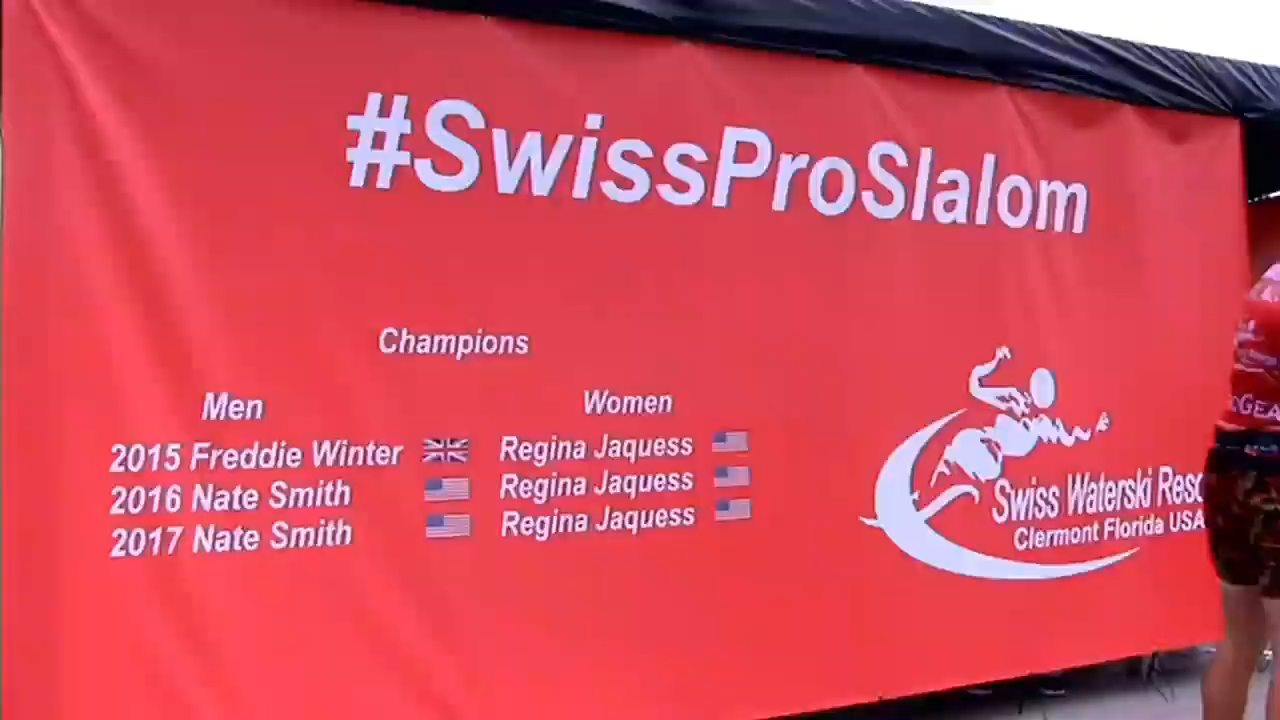 #SwissProSlalom
Champions
Men Women
2015 Freddie Winter Regina Jaquess
2016 Nate Smith Regina Jaquess
2017 Nate Smith Regina Jaquess
Swiss Waterski
Clermont Florida USA